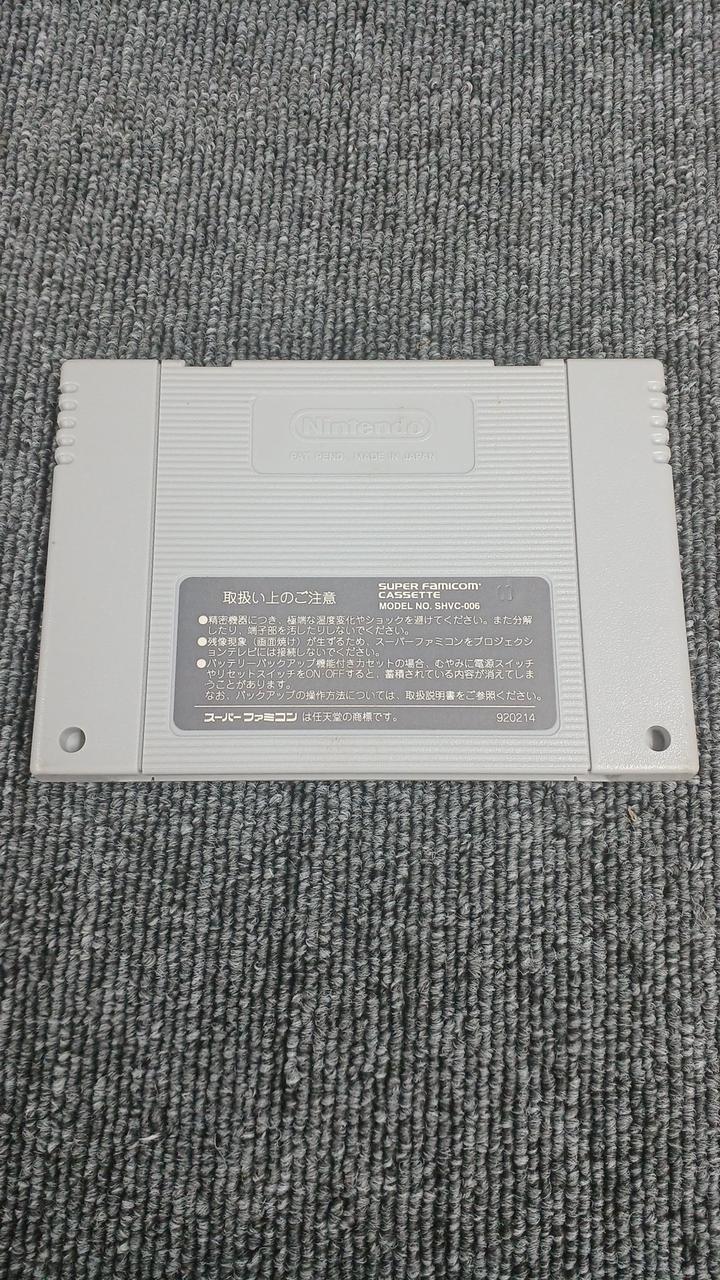 Nintendo
PAT. PEND. MADE IN JAPAN
取扱い上のご注意
SUPER FAMICOM
CASSETTE
MODEL NO. SHVC-006
●精密機器につき、極端な温度変化やショックを避けてください。また分解
したり、端子部を汚したりしないでください。
●残像現象（画面焼け）が生ずるため、スーパーファミコンをプロジェクシ
ョンテレビには接続しないでください。
●バッテリーバックアップ機能付きカセットの場合、むやみに電源スイッチ
やリセットスイッチをON・OFFすると、蓄積されている内容が消えてしま
うことがあります。
なお、バックアップの操作方法については、取扱説明書をご参照ください。
スーパーファミコン は任天堂の商標です。
920214